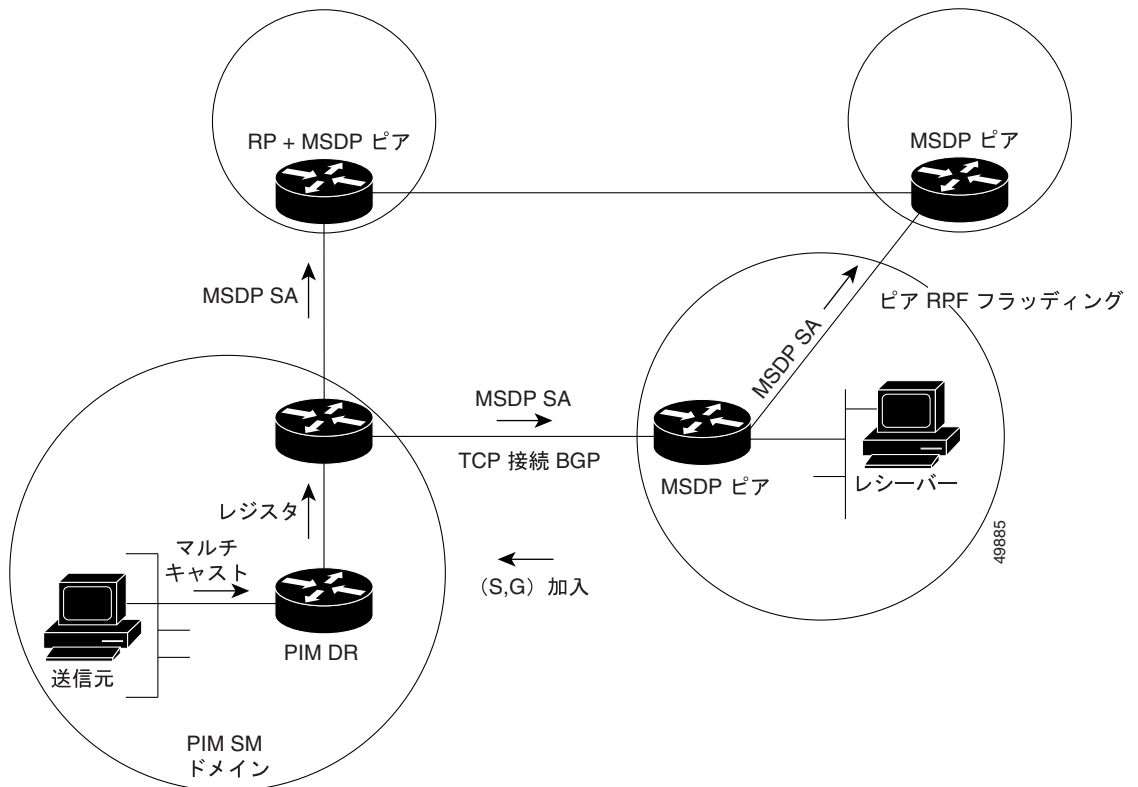 RP + MSDP ピア
MSDP ピア
MSDP SA
ピア RPF フラッディング
MSDP SA
MSDP SA
TCP 接続 BGP
MSDP ピア
レシーバー
レジスタ
マルチ
キャスト
(S,G) 加入
49885
PIM DR
送信元
PIM SM
ドメイン